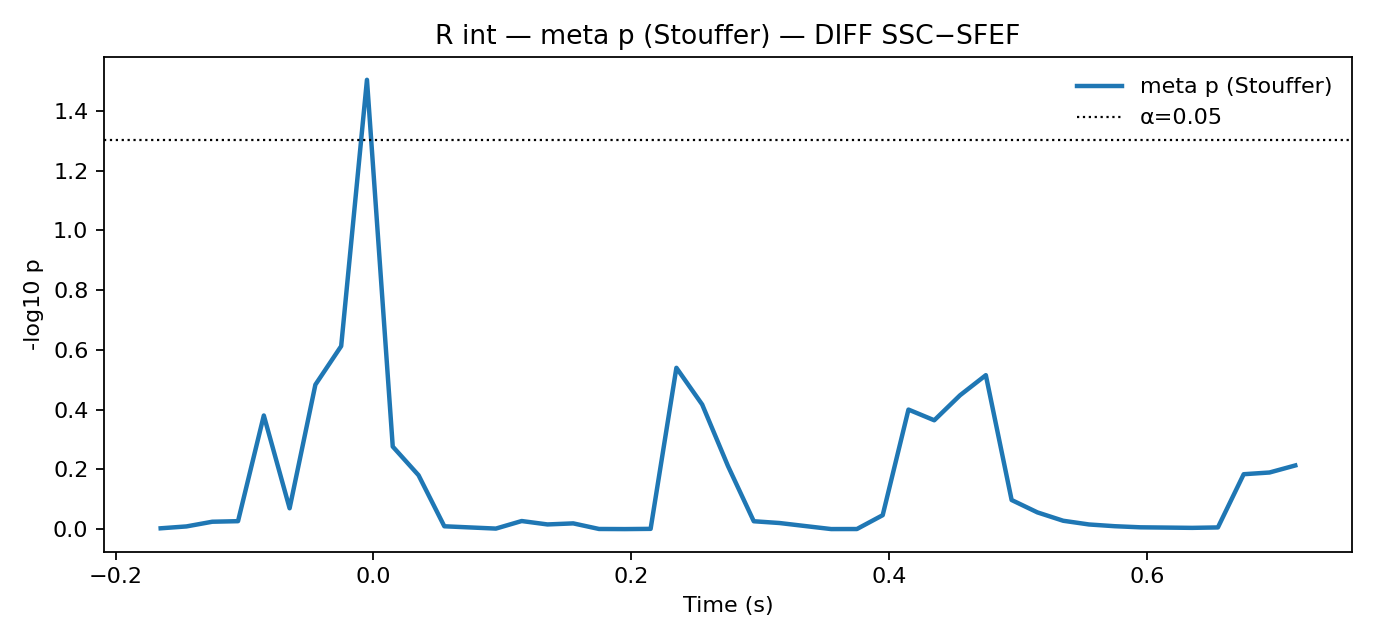 R int — meta p (Stouffer) — DIFF SSC−SFEF
meta p (Stouffer)
α=0.05
-log10 p
1.4
1.2
1.0
0.8
0.6
0.4
0.2
0.0
−0.2 0.0 0.2 0.4 0.6
Time (s)